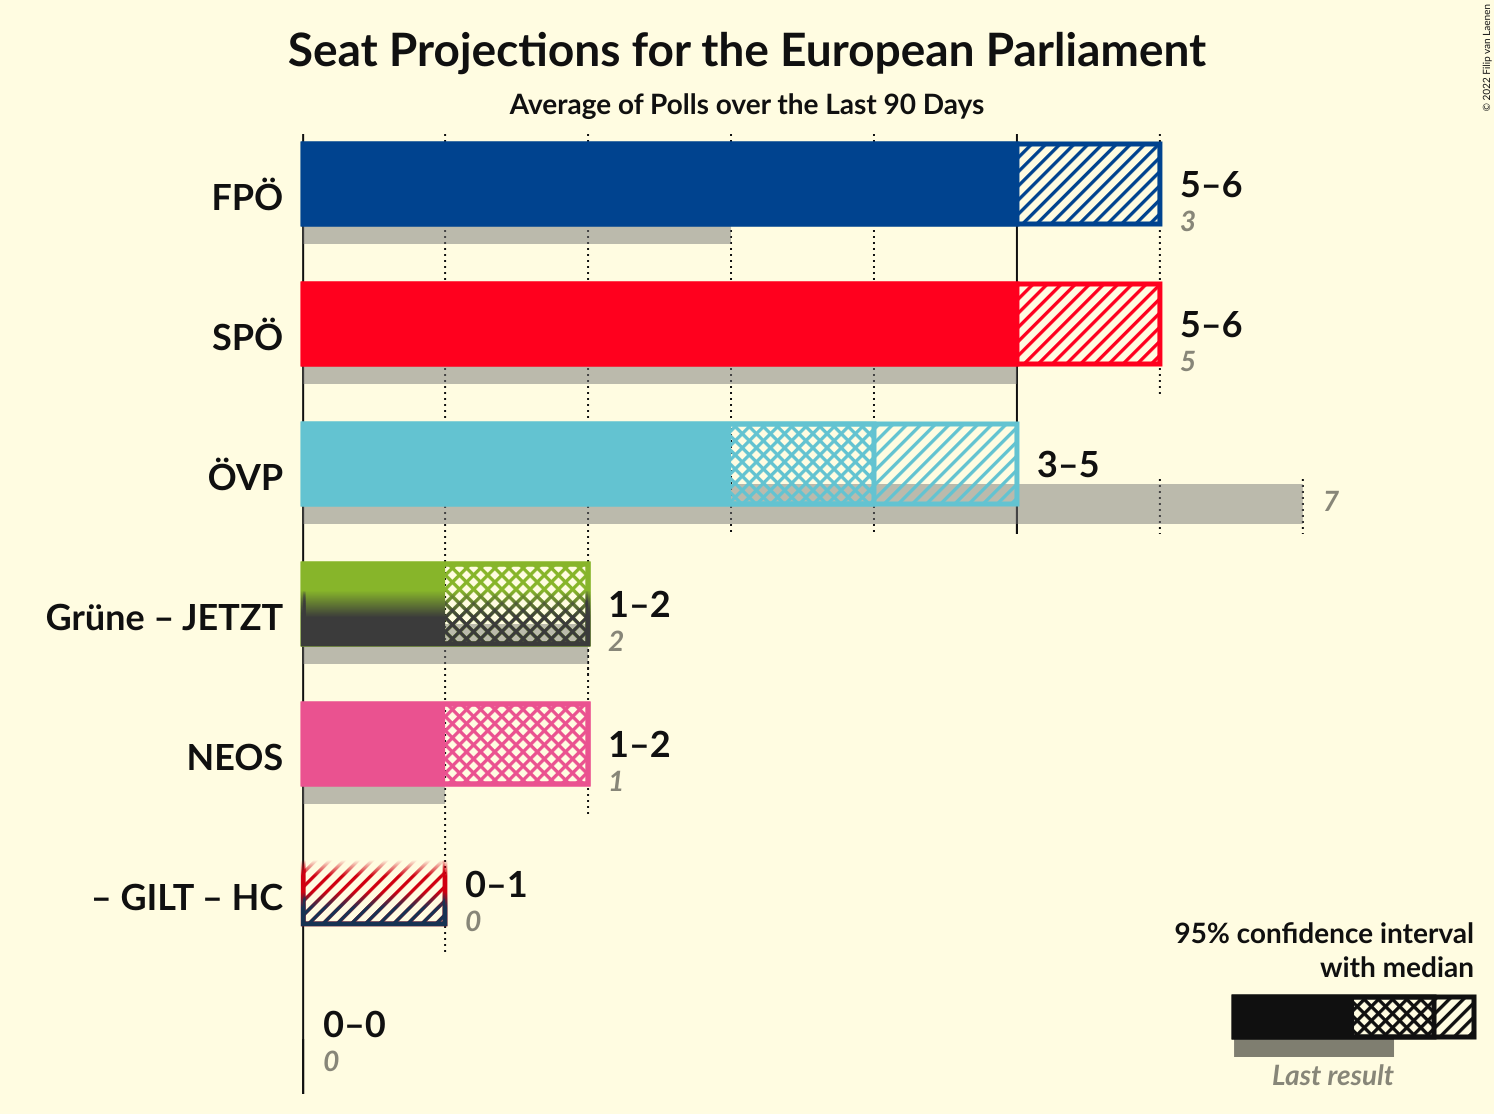 Seat Projections for the European Parliament
Average of Polls over the Last 90 Days
© 2022 Filip van Laenen
FPÖ
5–6
3
SPÖ
5–6
5
ÖVP
3–5
7
Grüne – JETZT
1–2
2
NEOS
1–2
1
– GILT – HC
0–1
0
0–0
0
95% confidence interval
with median
Last result